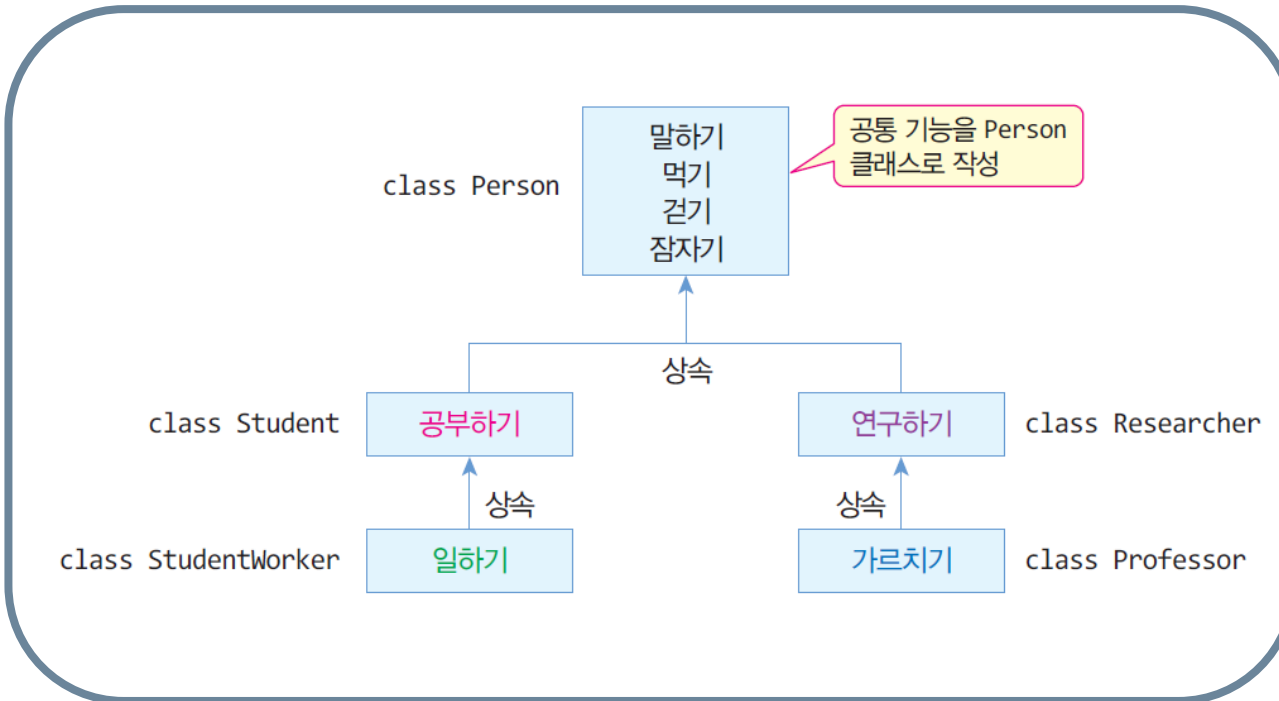 말하기
먹기
걷기
잠자기
class Person
공통 기능을 Person
클래스로 작성
상속
class Student
공부하기
연구하기
class Researcher
상속
상속
class StudentWorker
일하기
가르치기
class Professor